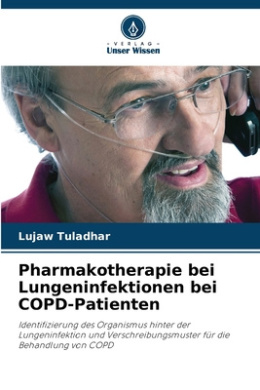 VERLAG
Unser Wissen
Lujaw Tuladhar
Pharmakotherapie bei
Lungeninfektionen bei
COPD-Patienten
Identifizierung des Organismus hinter der
Lungeninfektion und Verschreibungsmuster für die
Behandlung von COPD